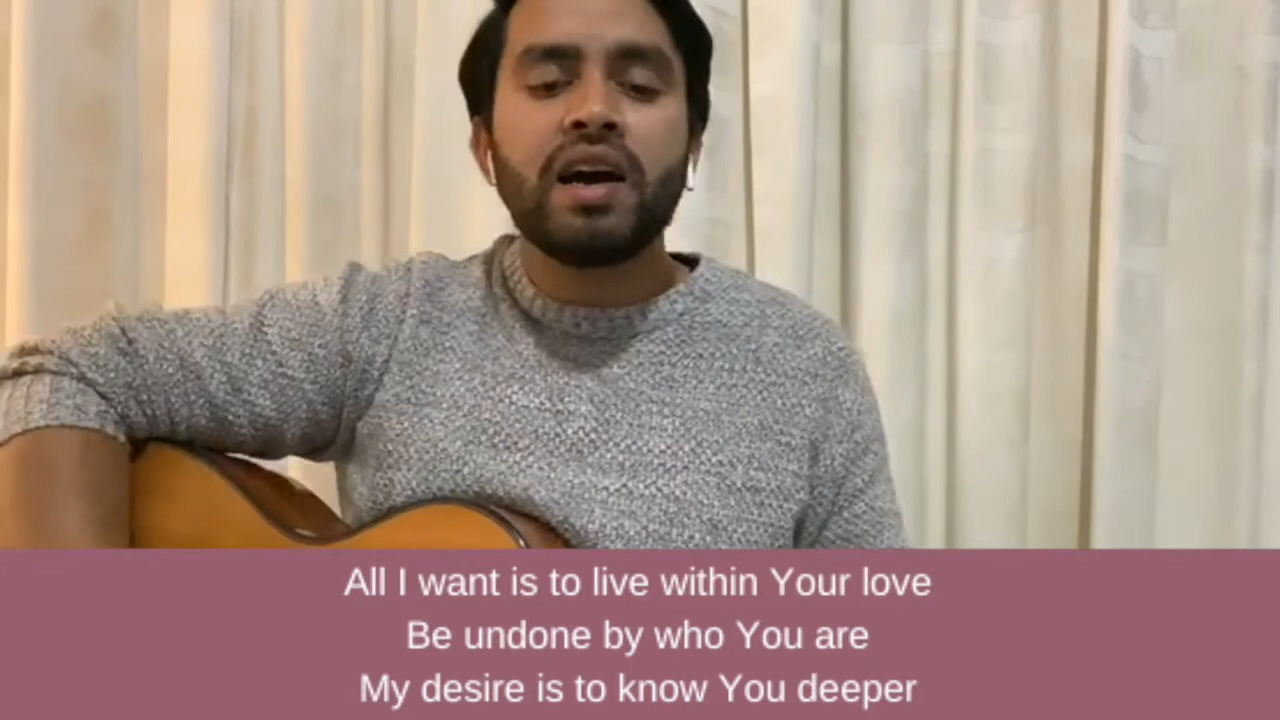 All I want is to live within Your love
Be undone by who You are
My desire is to know You deeper